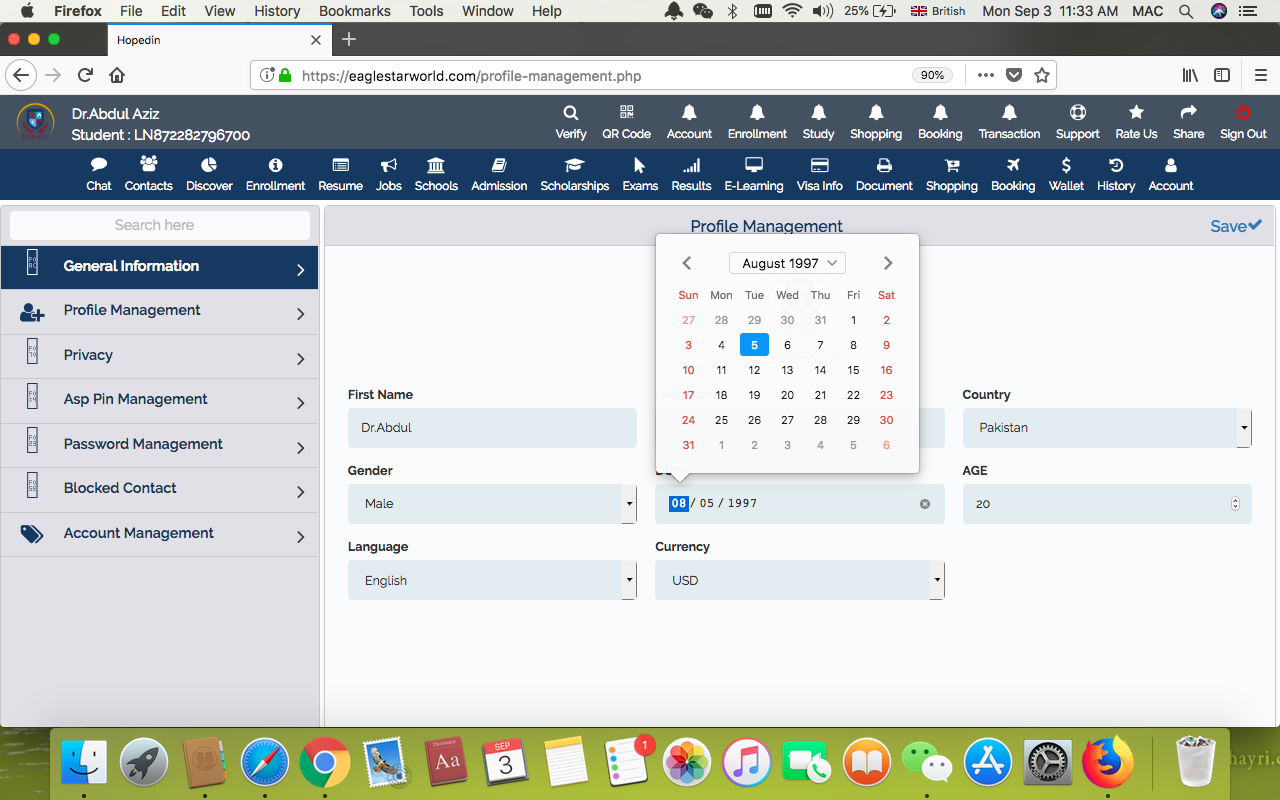 Firefox File Edit View History Bookmarks Tools Window Help 25% British Mon Sep 3 11:33 AM MAC
Hopedin
https://eaglestarworld.com/profile-management.php 90%
Dr.Abdul Aziz
Student : LN872282796700
Verify QR Code Account Enrollment Study Shopping Booking Transaction Support Rate Us Share Sign Out
Chat Contacts Discover Enrollment Resume Jobs Schools Admission Scholarships Exams Results E-Learning Visa Info Document Shopping Booking Wallet History Account
Search here
General Information
Profile Management
Privacy
Asp Pin Management
Password Management
Blocked Contact
Account Management
Profile Management Save
August 1997
Sun Mon Tue Wed Thu Fri Sat
27 28 29 30 31 1 2
3 4 5 6 7 8 9
10 11 12 13 14 15 16
17 18 19 20 21 22 23
24 25 26 27 28 29 30
31 1 2 3 4 5 6
First Name Country
Dr.Abdul Pakistan
Gender AGE
Male 08 / 05 / 1997 20
Language Currency
English USD
Dictionary
Aa
SEP
3
1
hayri.c